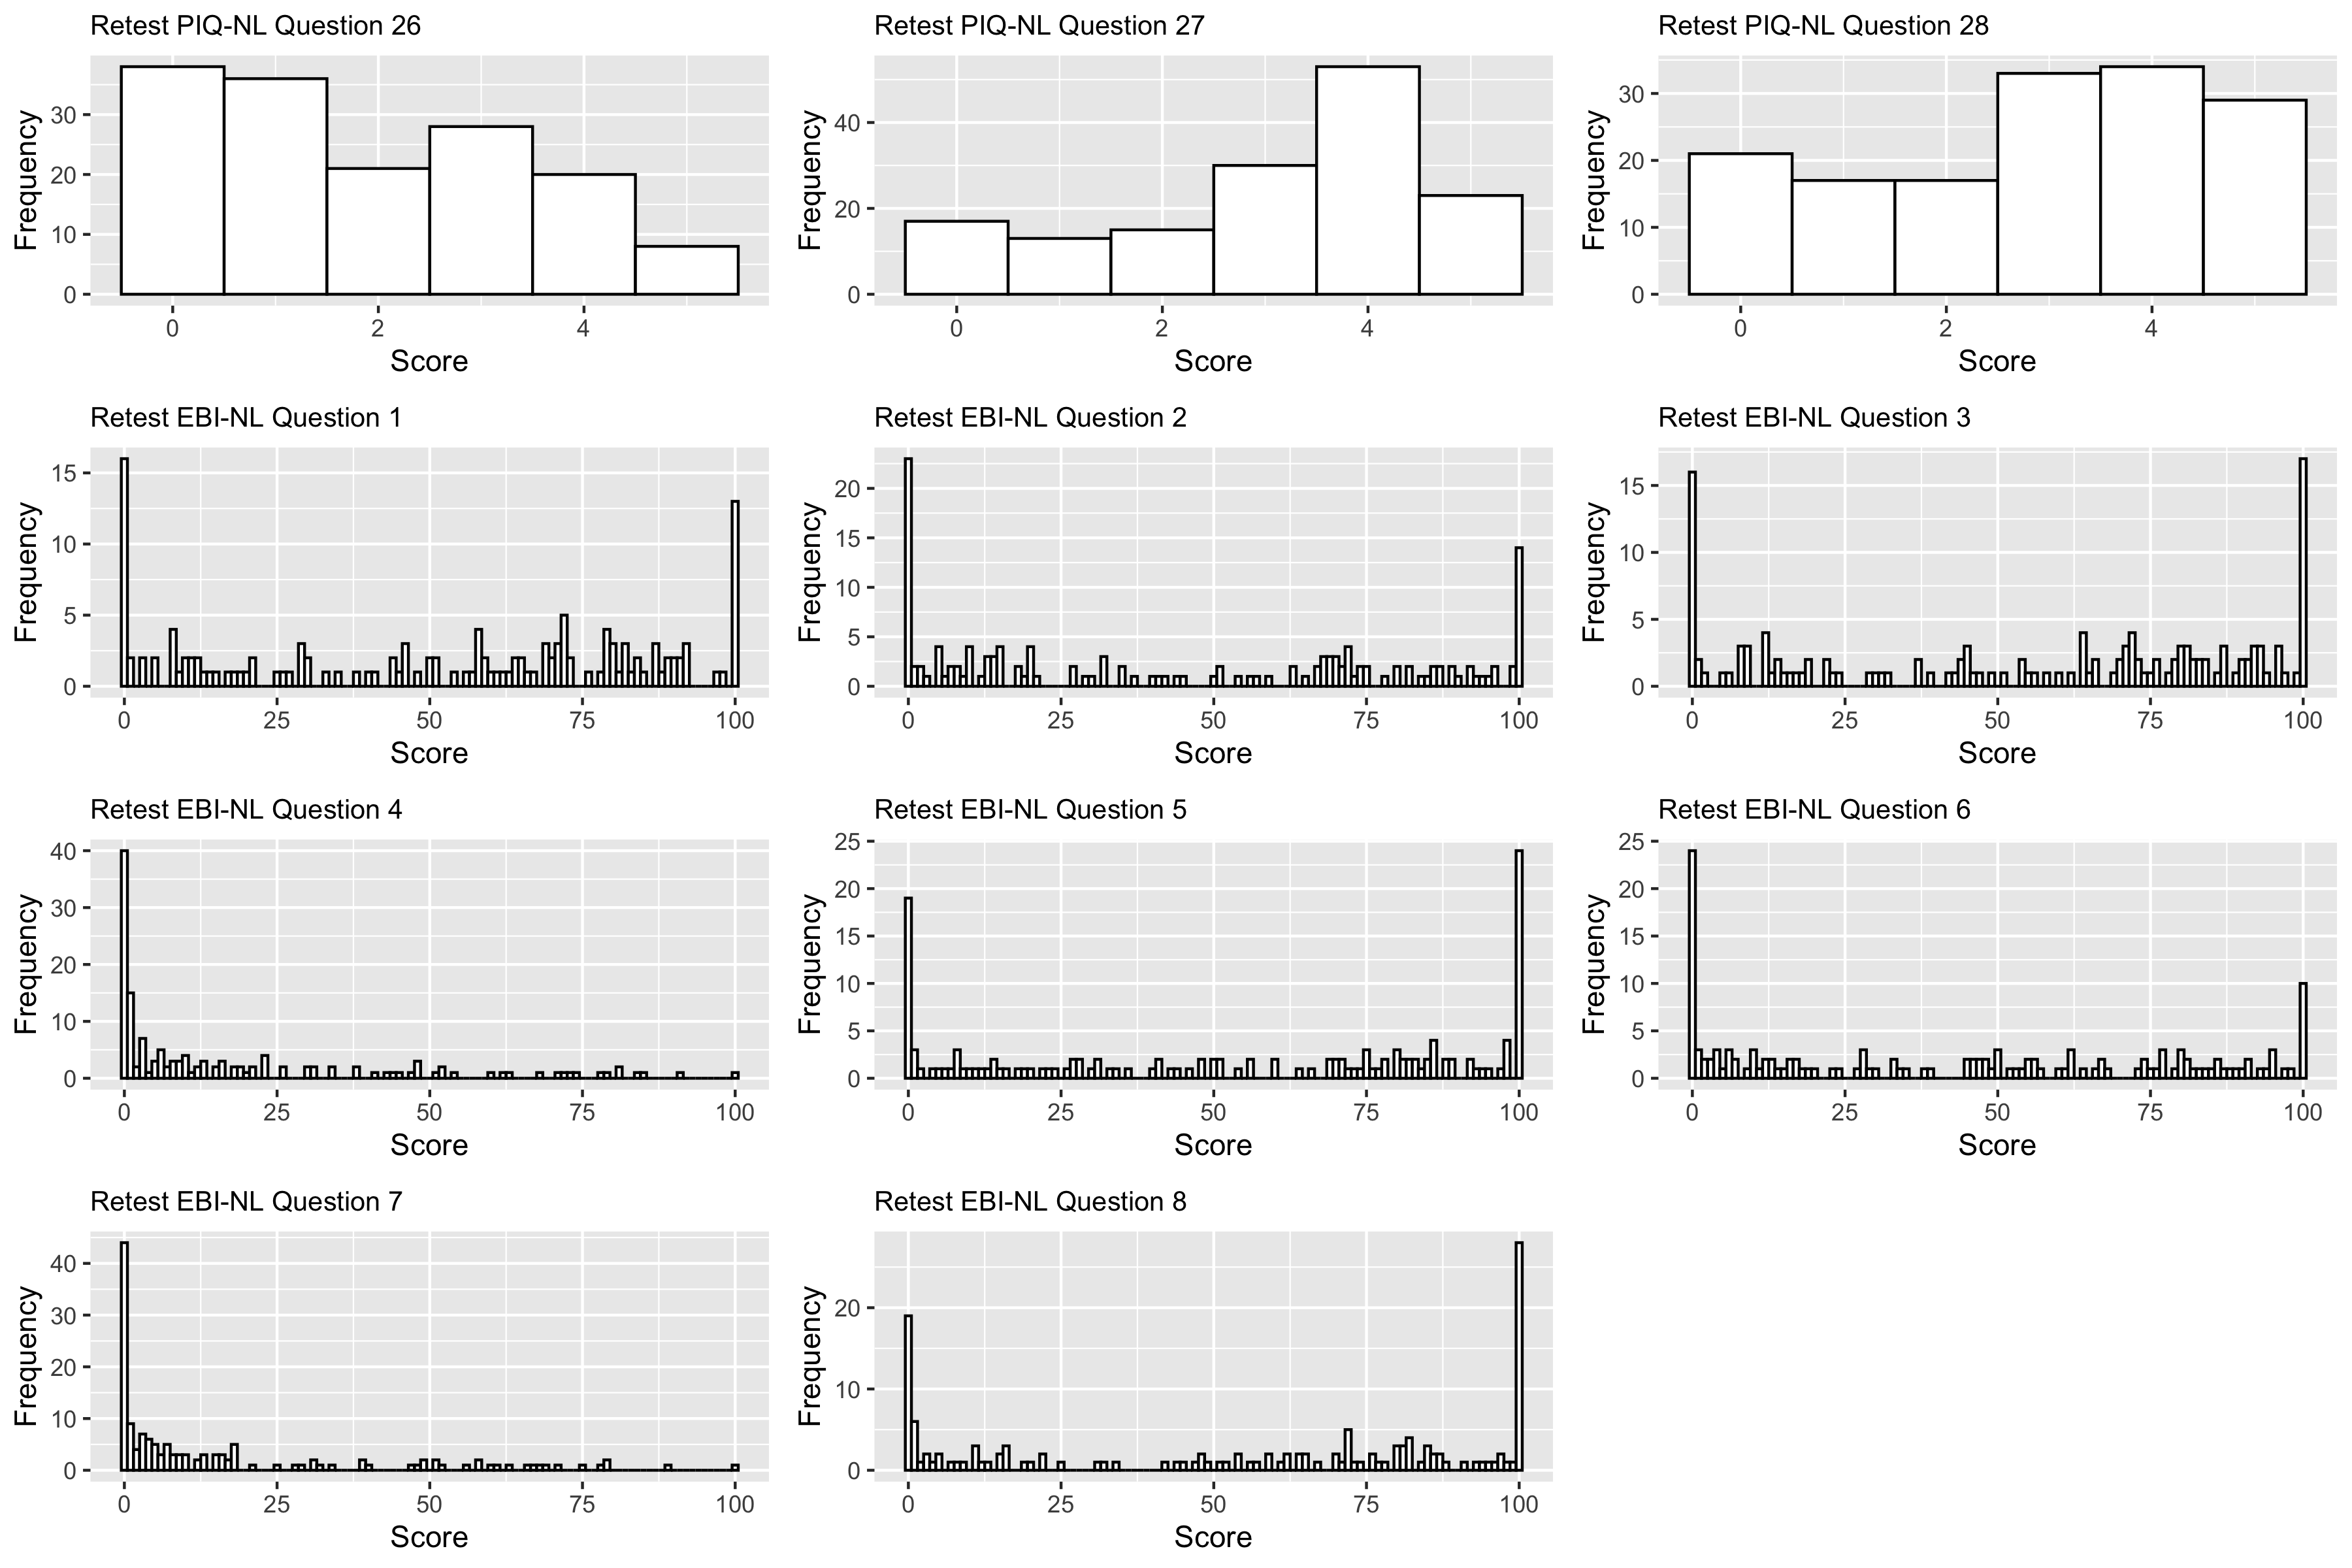 Retest PIQ-NL Question 26
Frequency
30
20
10
0
0 2 4
Score
Retest PIQ-NL Question 27
Frequency
40
20
0
0 2 4
Score
Retest PIQ-NL Question 28
Frequency
30
20
10
0
0 2 4
Score
Retest EBI-NL Question 1
Frequency
15
10
5
0
0 25 50 75 100
Score
Retest EBI-NL Question 2
Frequency
20
15
10
5
0
0 25 50 75 100
Score
Retest EBI-NL Question 3
Frequency
15
10
5
0
0 25 50 75 100
Score
Retest EBI-NL Question 4
Frequency
40
30
20
10
0
0 25 50 75 100
Score
Retest EBI-NL Question 5
Frequency
25
20
15
10
5
0
0 25 50 75 100
Score
Retest EBI-NL Question 6
Frequency
25
20
15
10
5
0
0 25 50 75 100
Score
Retest EBI-NL Question 7
Frequency
40
30
20
10
0
0 25 50 75 100
Score
Retest EBI-NL Question 8
Frequency
20
10
0
0 25 50 75 100
Score